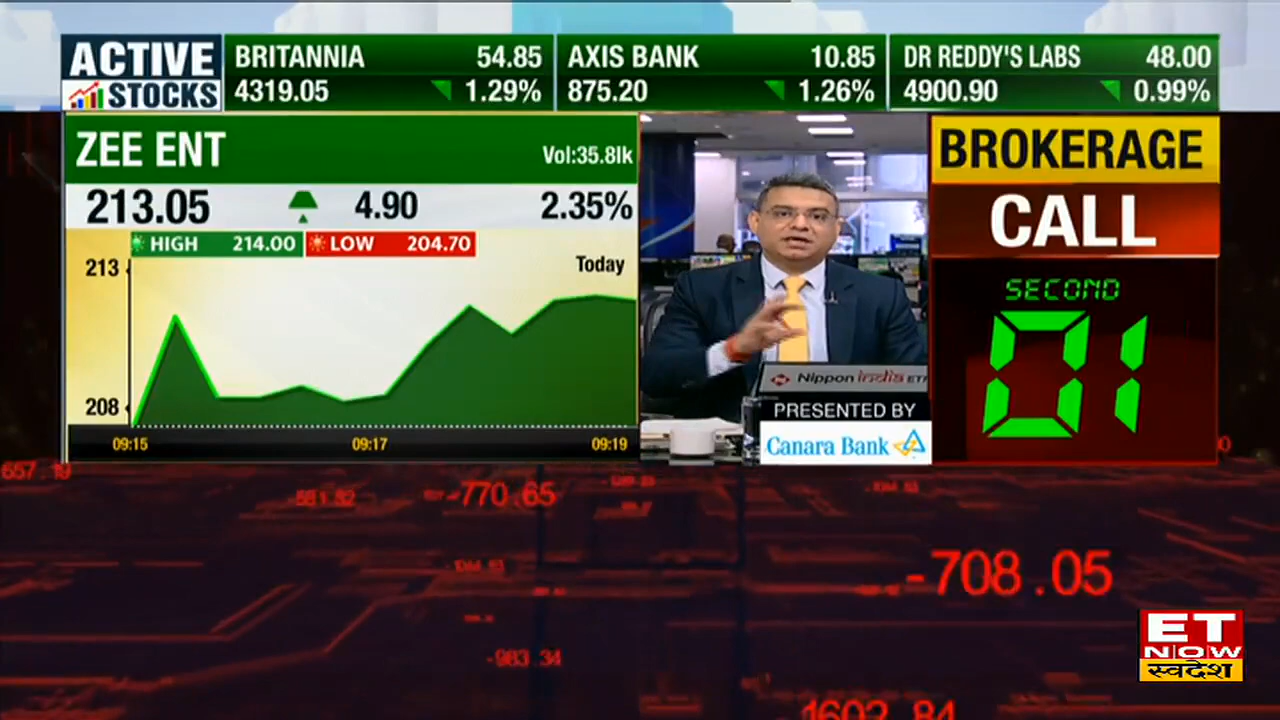 ACTIVE
STOCKS
BRITANNIA 54.85
4319.05 1.29%
AXIS BANK 10.85
875.20 1.26%
DR REDDY'S LABS 48.00
4900.90 0.99%
ZEE ENT Vol:35.8lk
213.05 4.90 2.35%
HIGH 214.00 LOW 204.70
Today
213
208
09:15 09:17 09:19
Nippon india ETF
PRESENTED BY
Canara Bank
BROKERAGE
CALL
SECOND
01
-770.65
-708.05
-983.34
ET
NOW
स्वदेश